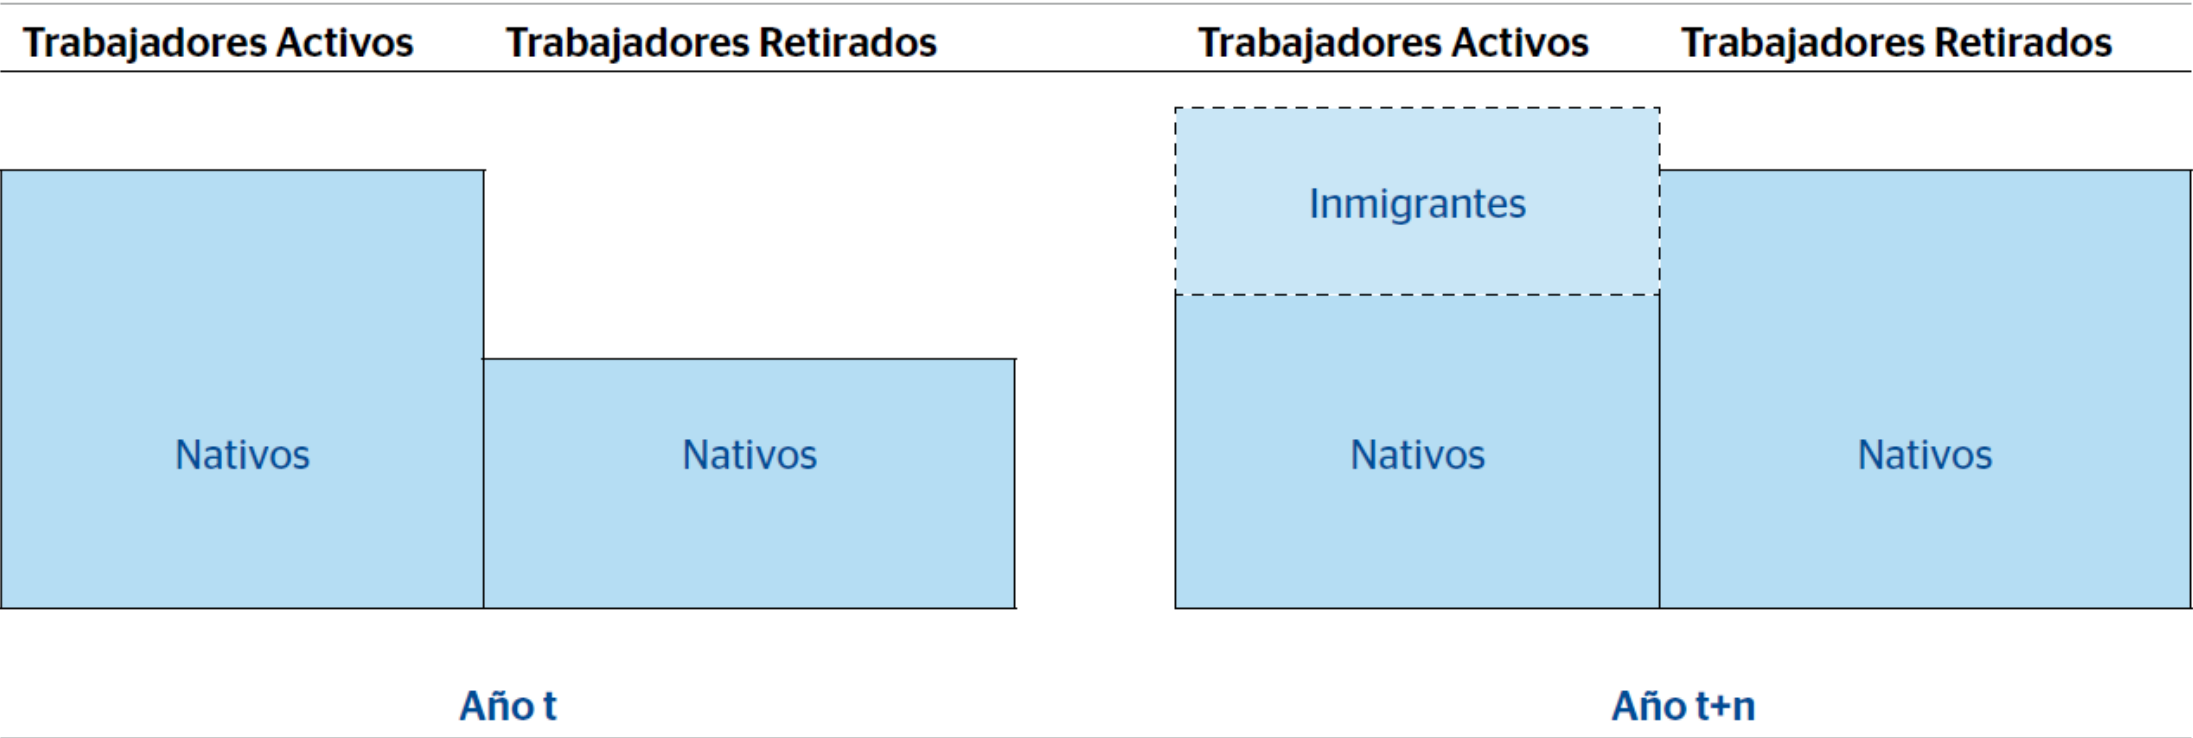 Trabajadores Activos Trabajadores Retirados Trabajadores Activos Trabajadores Retirados
Inmigrantes
Nativos Nativos Nativos Nativos
Año t Año t+n